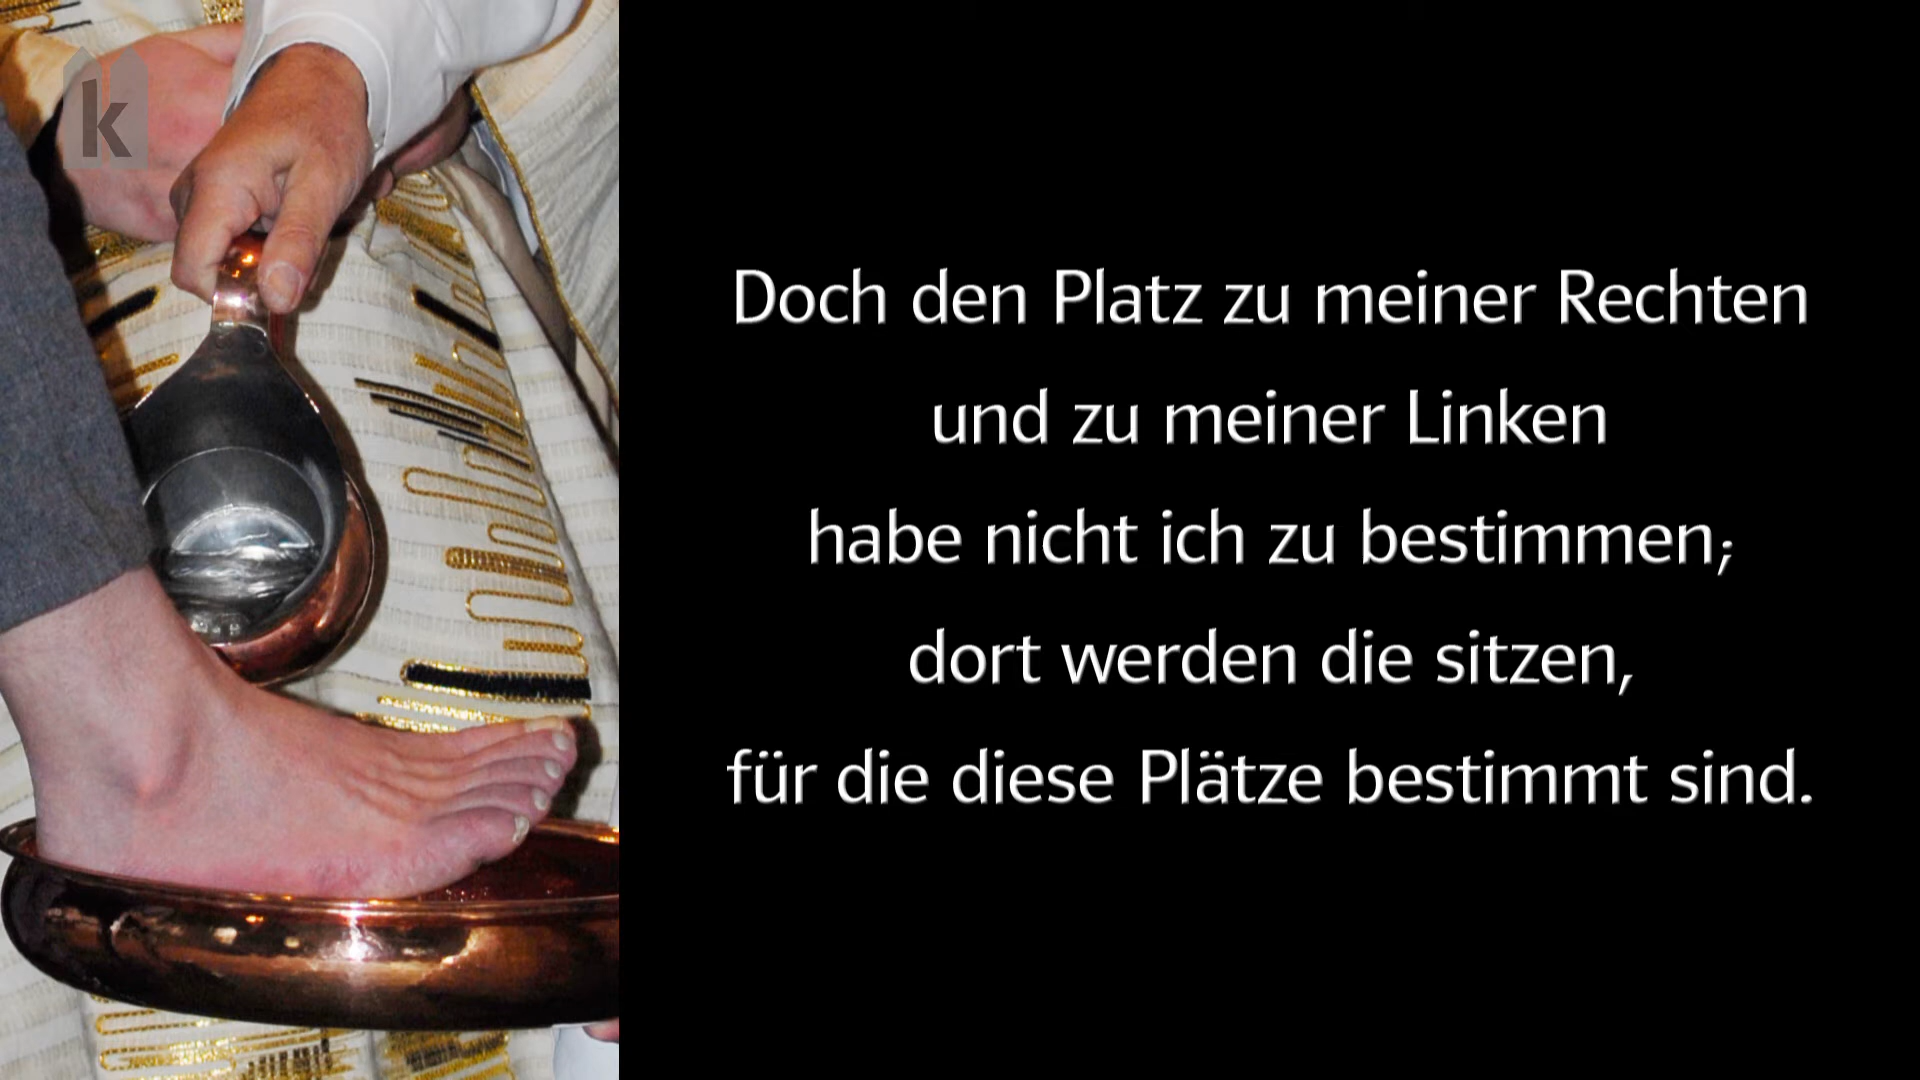 k
Doch den Platz zu meiner Rechten
und zu meiner Linken
habe nicht ich zu bestimmen;
dort werden die sitzen,
für die diese Plätze bestimmt sind.